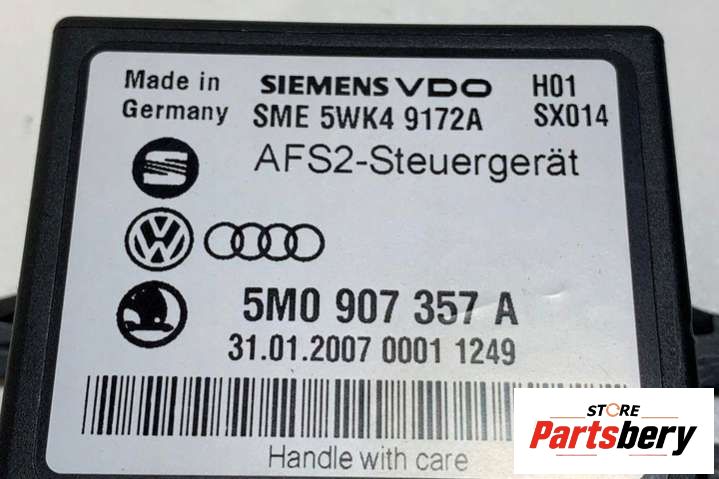 Made in Germany
SIEMENS VDO H01
SME 5WK4 9172A SX014
AFS2-Steuergerät
5M0 907 357 A
31.01.2007 0001 1249
Handle with care
STORE
Partsbery